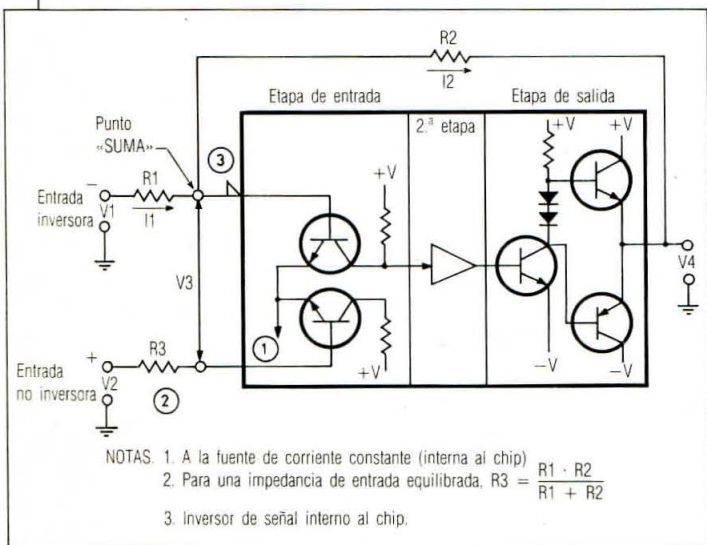 R2
I2
Etapa de entrada
Etapa de salida
2.ª etapa
Punto
«SUMA»
3
+V
+V
+V
Entrada
inversora
−
V1
R1
I1
V3
V4
1
+V
−V
−V
Entrada
no inversora
+
V2
R3
2
NOTAS. 1. A la fuente de corriente constante (interna al chip)
2. Para una impedancia de entrada equilibrada, R3 = R1 · R2 / R1 + R2
3. Inversor de señal interno al chip.